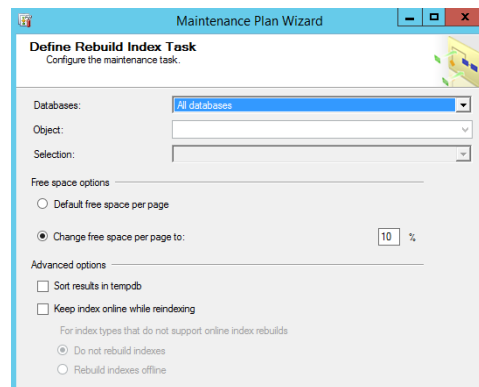 Maintenance Plan Wizard
Define Rebuild Index Task
Configure the maintenance task.
Databases: All databases
Object:
Selection:
Free space options
Default free space per page
Change free space per page to: 10 %
Advanced options
Sort results in tempdb
Keep index online while reindexing
For index types that do not support online index rebuilds
Do not rebuild indexes
Rebuild indexes offline